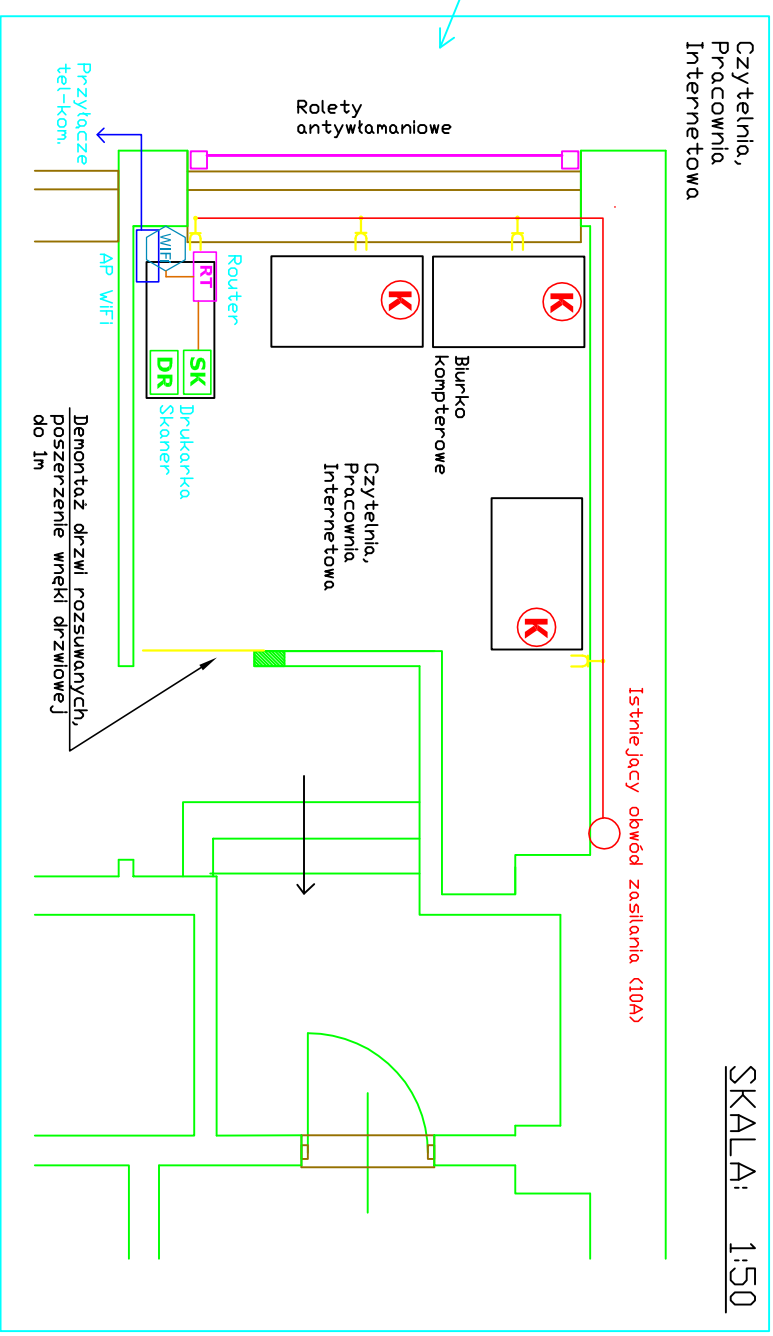 Czytelnia,
Pracownia
Internetowa
Rolety
antywłamaniowe
Przyłącze
tel-kom.
WIFI
AP WiFi
RT
Router
SK
DR
Drukarka
Skaner
K
K
Biurko
kompterowe
Czytelnia,
Pracownia
Internetowa
K
Demontaż drzwi rozsuwanych,
poszerzenie wnęki drzwiowej
do 1m
Istniejący obwód zasilania (10A)
SKALA: 1:50